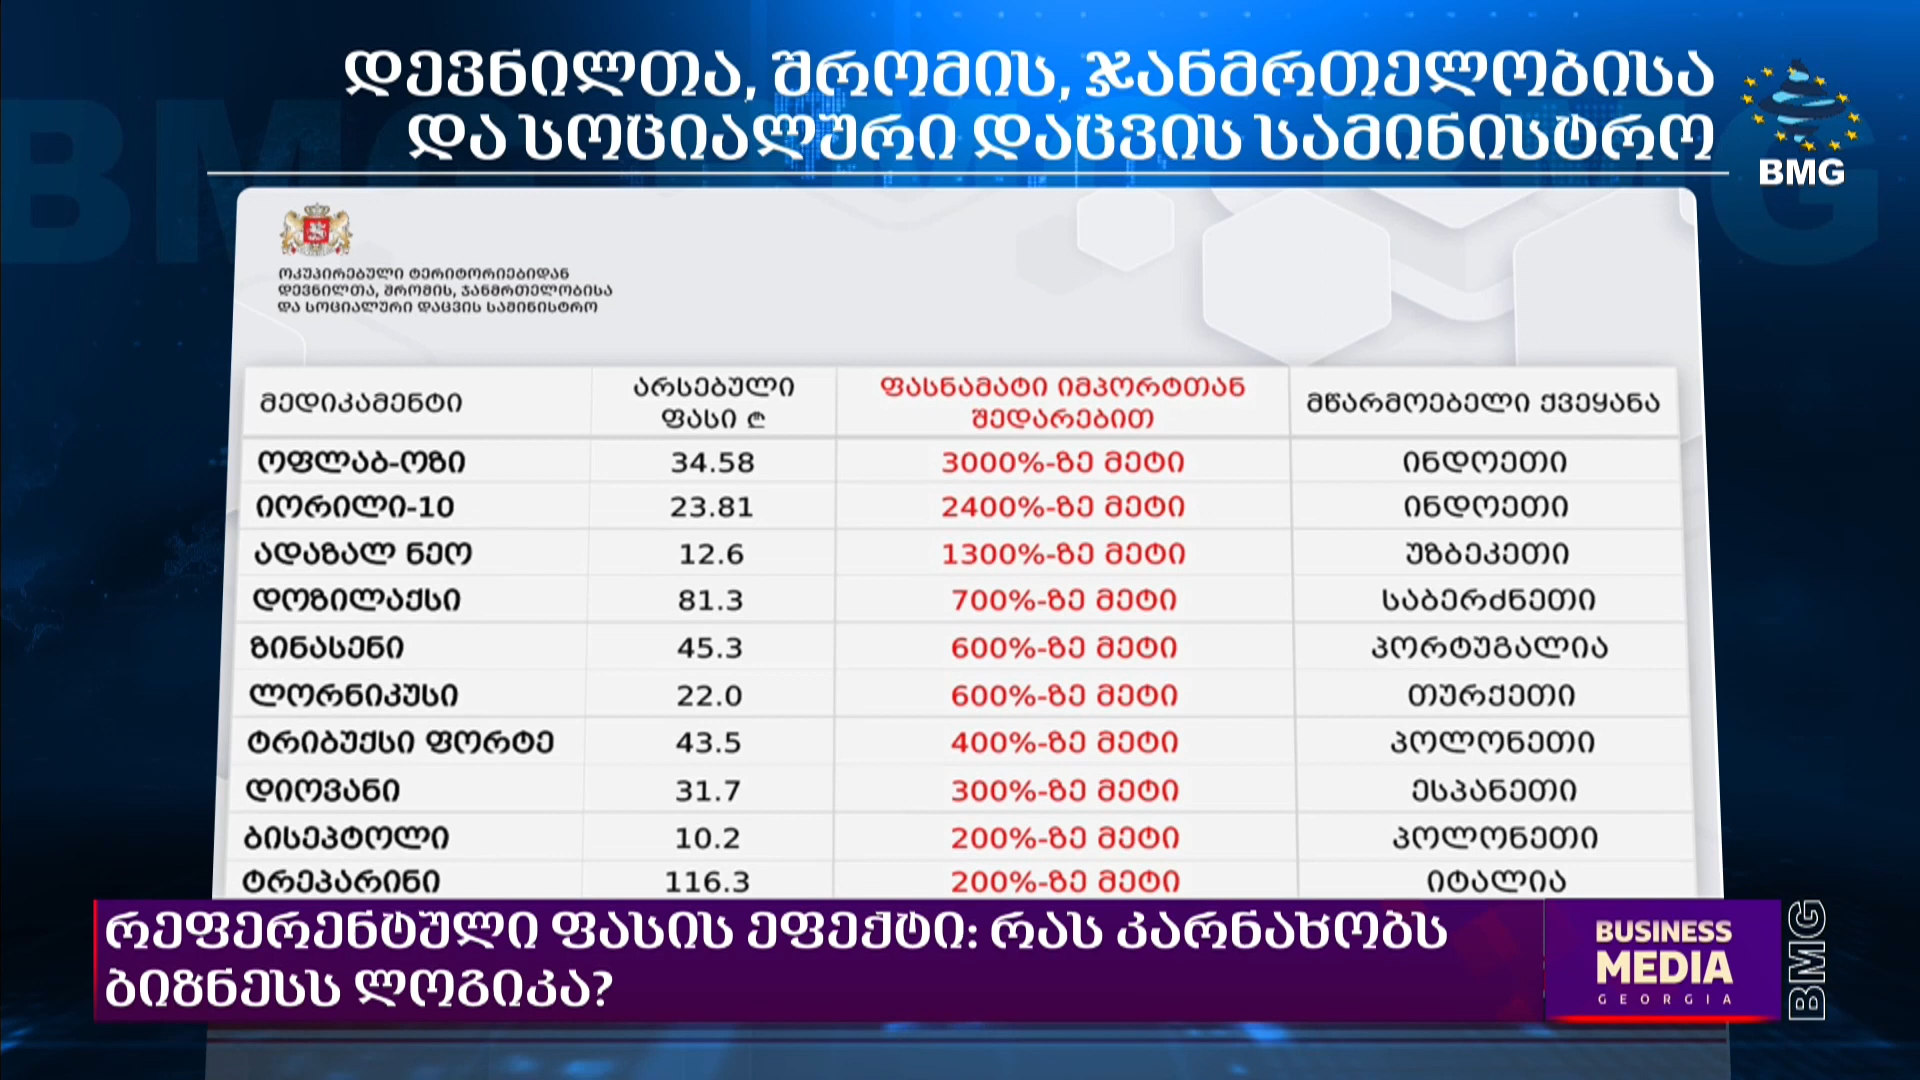 დევნილთა, შრომის, ჯანმრთელობისა
და სოციალური დაცვის სამინისტრო
BMG
ოკუპირებული ტერიტორიებიდან
დევნილთა, შრომის, ჯანმრთელობისა
და სოციალური დაცვის სამინისტრო
მედიკამენტი არსებული ფასი ₾ ფასნამატი იმპორტთან შედარებით მწარმოებელი ქვეყანა
ოფლაბ-ოზი 34.58 3000%-ზე მეტი ინდოეთი
იორილი-10 23.81 2400%-ზე მეტი ინდოეთი
ადაზალ ნეო 12.6 1300%-ზე მეტი უზბეკეთი
დოზილაქსი 81.3 700%-ზე მეტი საბერძნეთი
ზინასენი 45.3 600%-ზე მეტი პორტუგალია
ლორნიკუსი 22.0 600%-ზე მეტი თურქეთი
ტრიბუქსი ფორტე 43.5 400%-ზე მეტი პოლონეთი
დიოვანი 31.7 300%-ზე მეტი ესპანეთი
ბისეპტოლი 10.2 200%-ზე მეტი პოლონეთი
ტრეპარინი 116.3 200%-ზე მეტი იტალია
რეფერენტული ფასის ეფექტი: რას კარნახობს
ბიზნესს ლოგიკა?
BUSINESS
MEDIA
GEORGIA
BMG